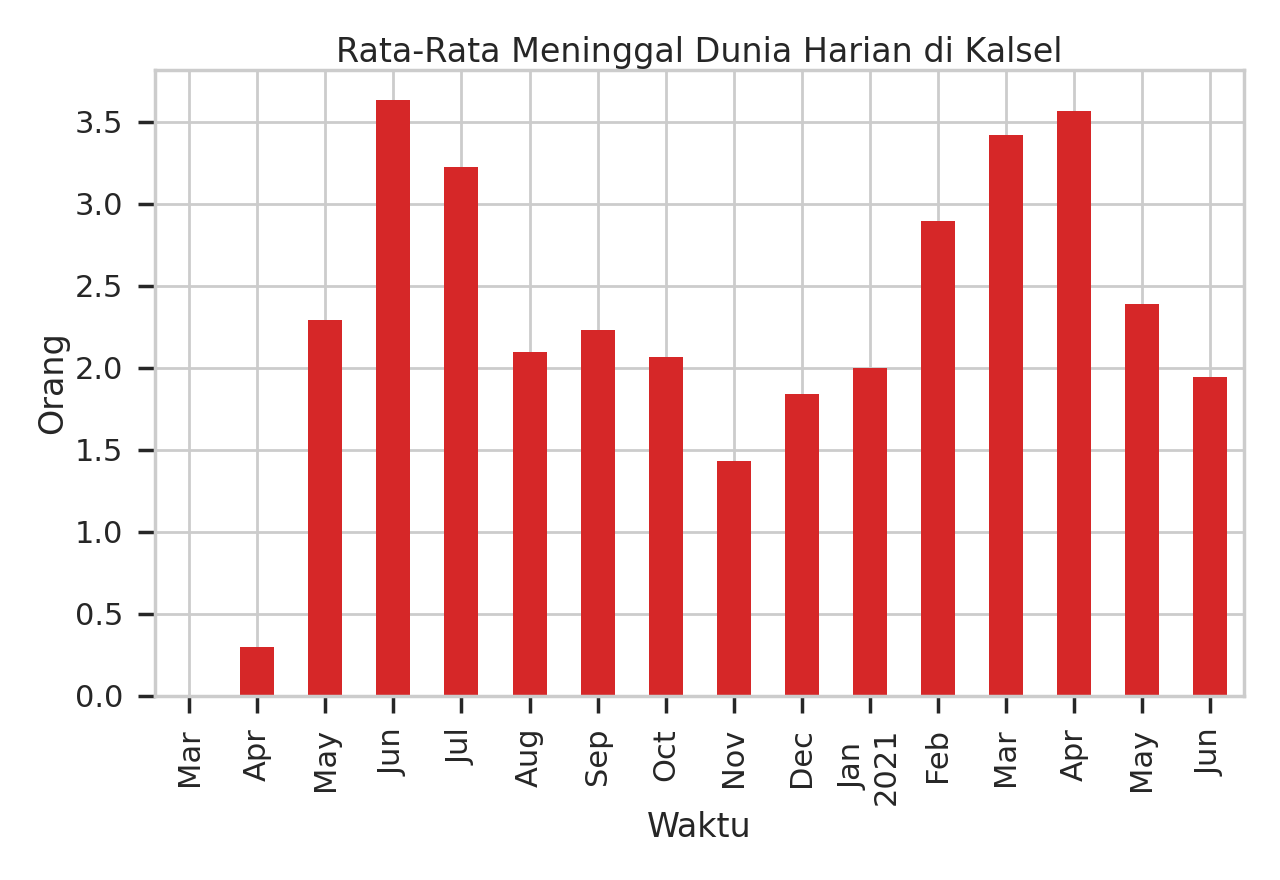 Rata-Rata Meninggal Dunia Harian di Kalsel
Orang
3.5
3.0
2.5
2.0
1.5
1.0
0.5
0.0
Mar
Apr
May
Jun
Jul
Aug
Sep
Oct
Nov
Dec
Jan
2021
Feb
Mar
Apr
May
Jun
Waktu